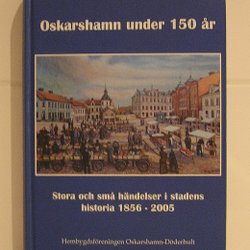 Oskarshamn under 150 år
Stora och små händelser i stadens
historia 1856 - 2005
Hembygdsföreningen Oskarshamn-Döderhult